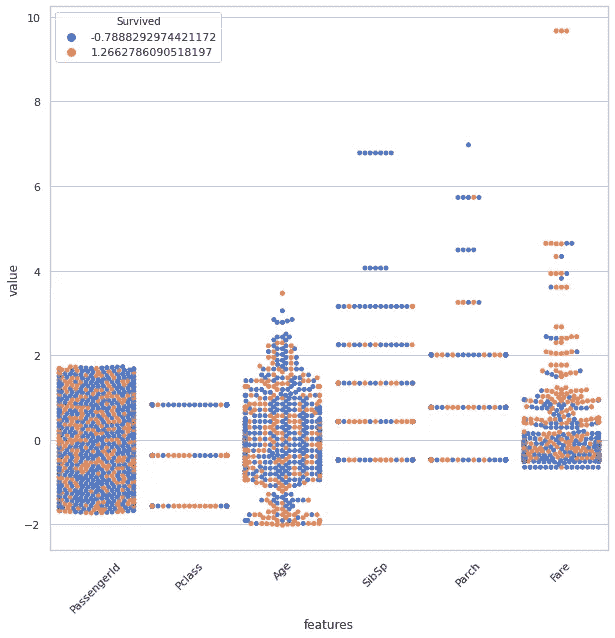 Survived
-0.7888292974421172
1.2662786090518197
10
8
6
4
2
0
−2
value
PassengerId
Pclass
Age
SibSp
Parch
Fare
features